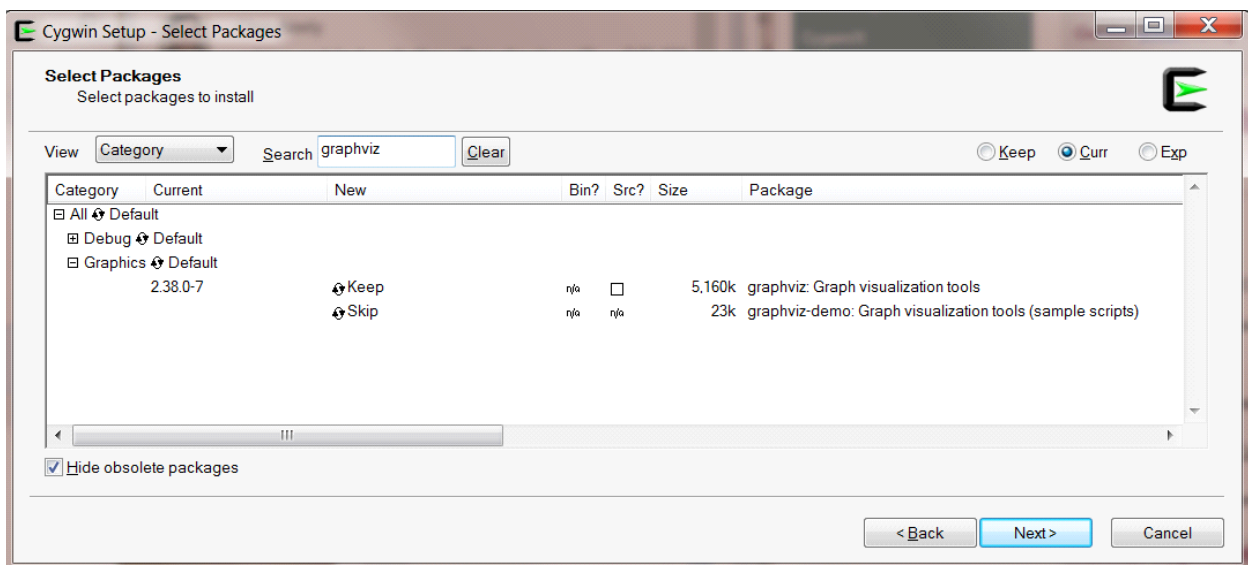 Cygwin Setup - Select Packages
Select Packages
Select packages to install
View Category Search graphviz Clear Keep Curr Exp
Category Current New Bin? Src? Size Package
All Default
Debug Default
Graphics Default
2.38.0-7 Keep n/a 5,160k graphviz: Graph visualization tools
Skip n/a n/a 23k graphviz-demo: Graph visualization tools (sample scripts)
Hide obsolete packages
< Back Next > Cancel